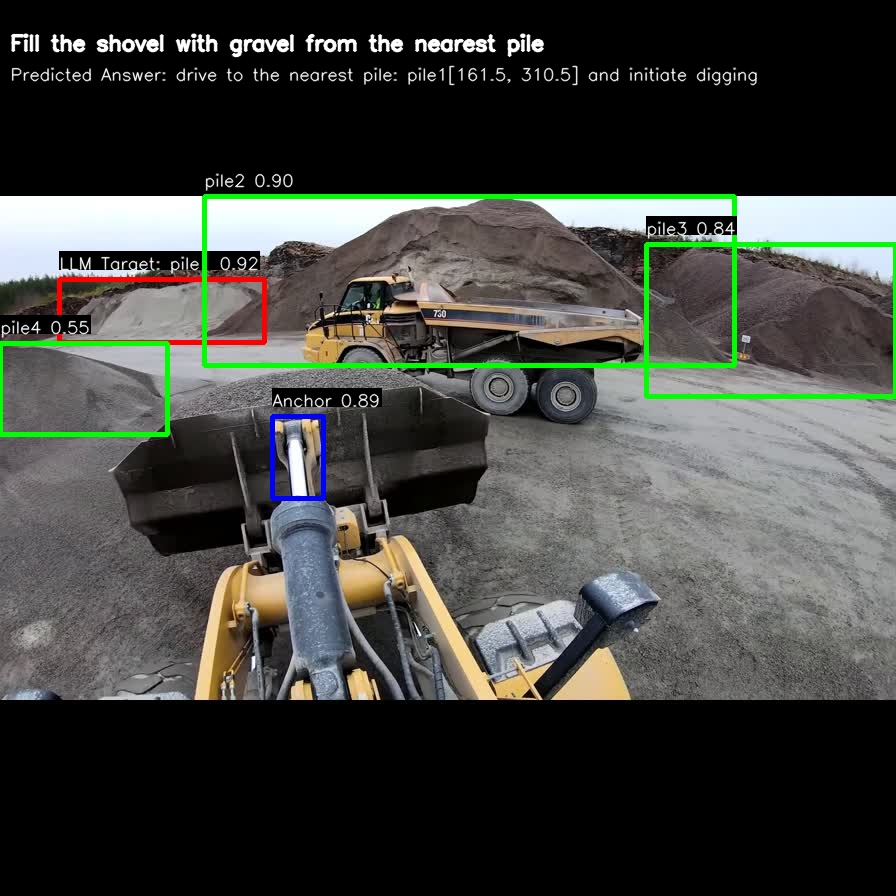 Fill the shovel with gravel from the nearest pile
Predicted Answer: drive to the nearest pile: pile1[161.5, 310.5] and initiate digging
pile2 0.90
pile3 0.84
LLM Target: pile 0.92
pile4 0.55
730
Anchor 0.89